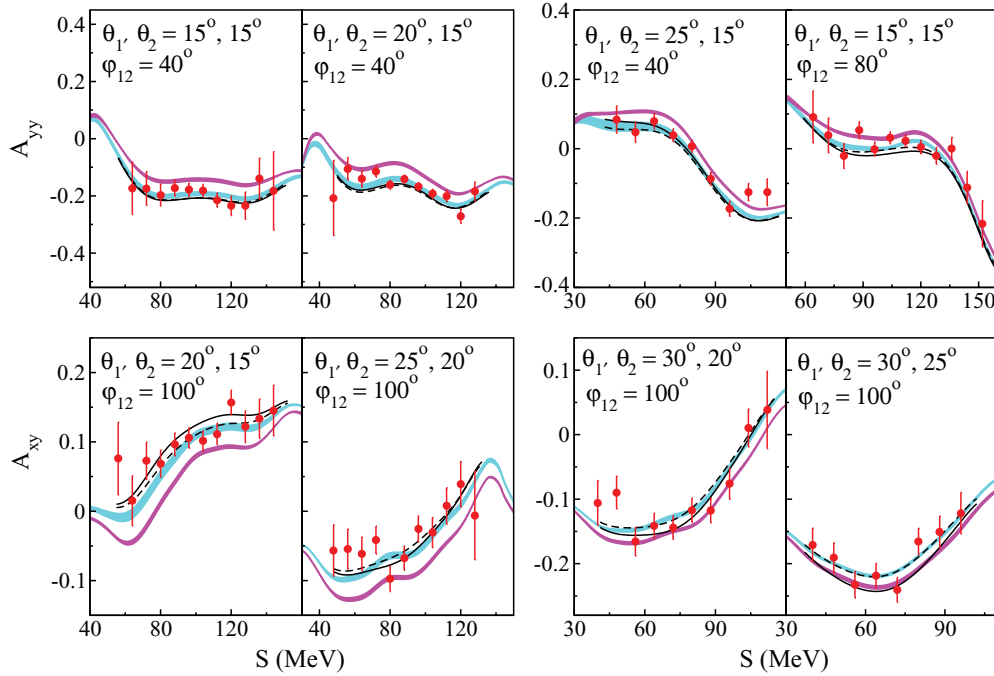 0.4
0.2
0
-0.2
-0.4
A_yy
θ₁, θ₂ = 15°, 15°
φ₁₂ = 40°
θ₁, θ₂ = 20°, 15°
φ₁₂ = 40°
40 80 120 40 80 120
0.4
0.2
0
-0.2
-0.4
θ₁, θ₂ = 25°, 15°
φ₁₂ = 40°
θ₁, θ₂ = 15°, 15°
φ₁₂ = 80°
30 60 90 60 90 120 150
0.2
0.1
0
-0.1
A_xy
θ₁, θ₂ = 20°, 15°
φ₁₂ = 100°
θ₁, θ₂ = 25°, 20°
φ₁₂ = 100°
40 80 120 40 80 120
S (MeV)
0.1
0
-0.1
-0.2
θ₁, θ₂ = 30°, 20°
φ₁₂ = 100°
θ₁, θ₂ = 30°, 25°
φ₁₂ = 100°
30 60 90 30 60 90
S (MeV)